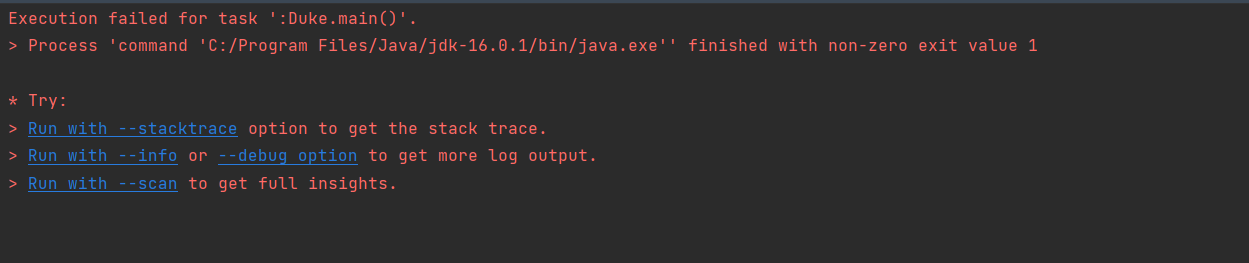 Execution failed for task ':Duke.main()'.
> Process 'command 'C:/Program Files/Java/jdk-16.0.1/bin/java.exe'' finished with non-zero exit value 1
* Try:
> Run with --stacktrace option to get the stack trace.
> Run with --info or --debug option to get more log output.
> Run with --scan to get full insights.